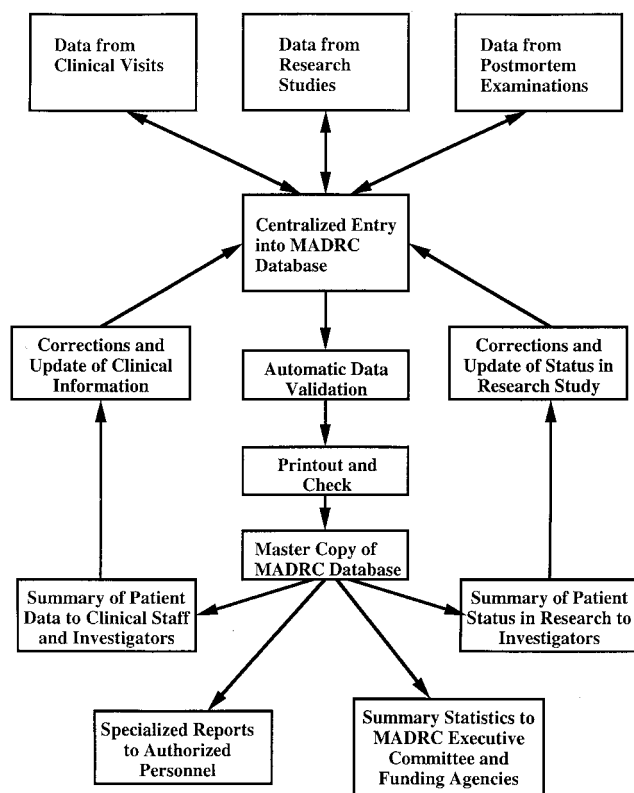 Data from
Clinical Visits
Data from
Research
Studies
Data from
Postmortem
Examinations
Centralized Entry
into MADRC
Database
Corrections and
Update of Clinical
Information
Automatic Data
Validation
Corrections and
Update of Status in
Research Study
Printout and
Check
Master Copy of
MADRC Database
Summary of Patient
Data to Clinical Staff
and Investigators
Summary of Patient
Status in Research to
Investigators
Specialized Reports
to Authorized
Personnel
Summary Statistics to
MADRC Executive
Committee and
Funding Agencies